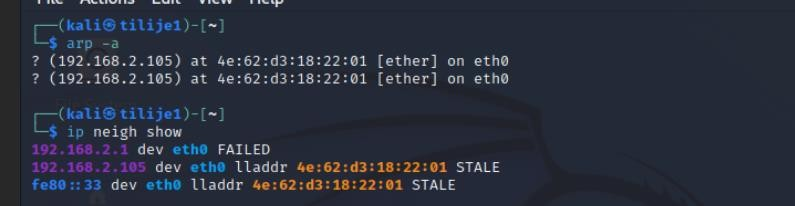 File Actions Edit View Help
┌──(kali㉿tilije1)-[~]
└─$ arp -a
? (192.168.2.105) at 4e:62:d3:18:22:01 [ether] on eth0
? (192.168.2.105) at 4e:62:d3:18:22:01 [ether] on eth0
┌──(kali㉿tilije1)-[~]
└─$ ip neigh show
192.168.2.1 dev eth0 FAILED
192.168.2.105 dev eth0 lladdr 4e:62:d3:18:22:01 STALE
fe80::33 dev eth0 lladdr 4e:62:d3:18:22:01 STALE